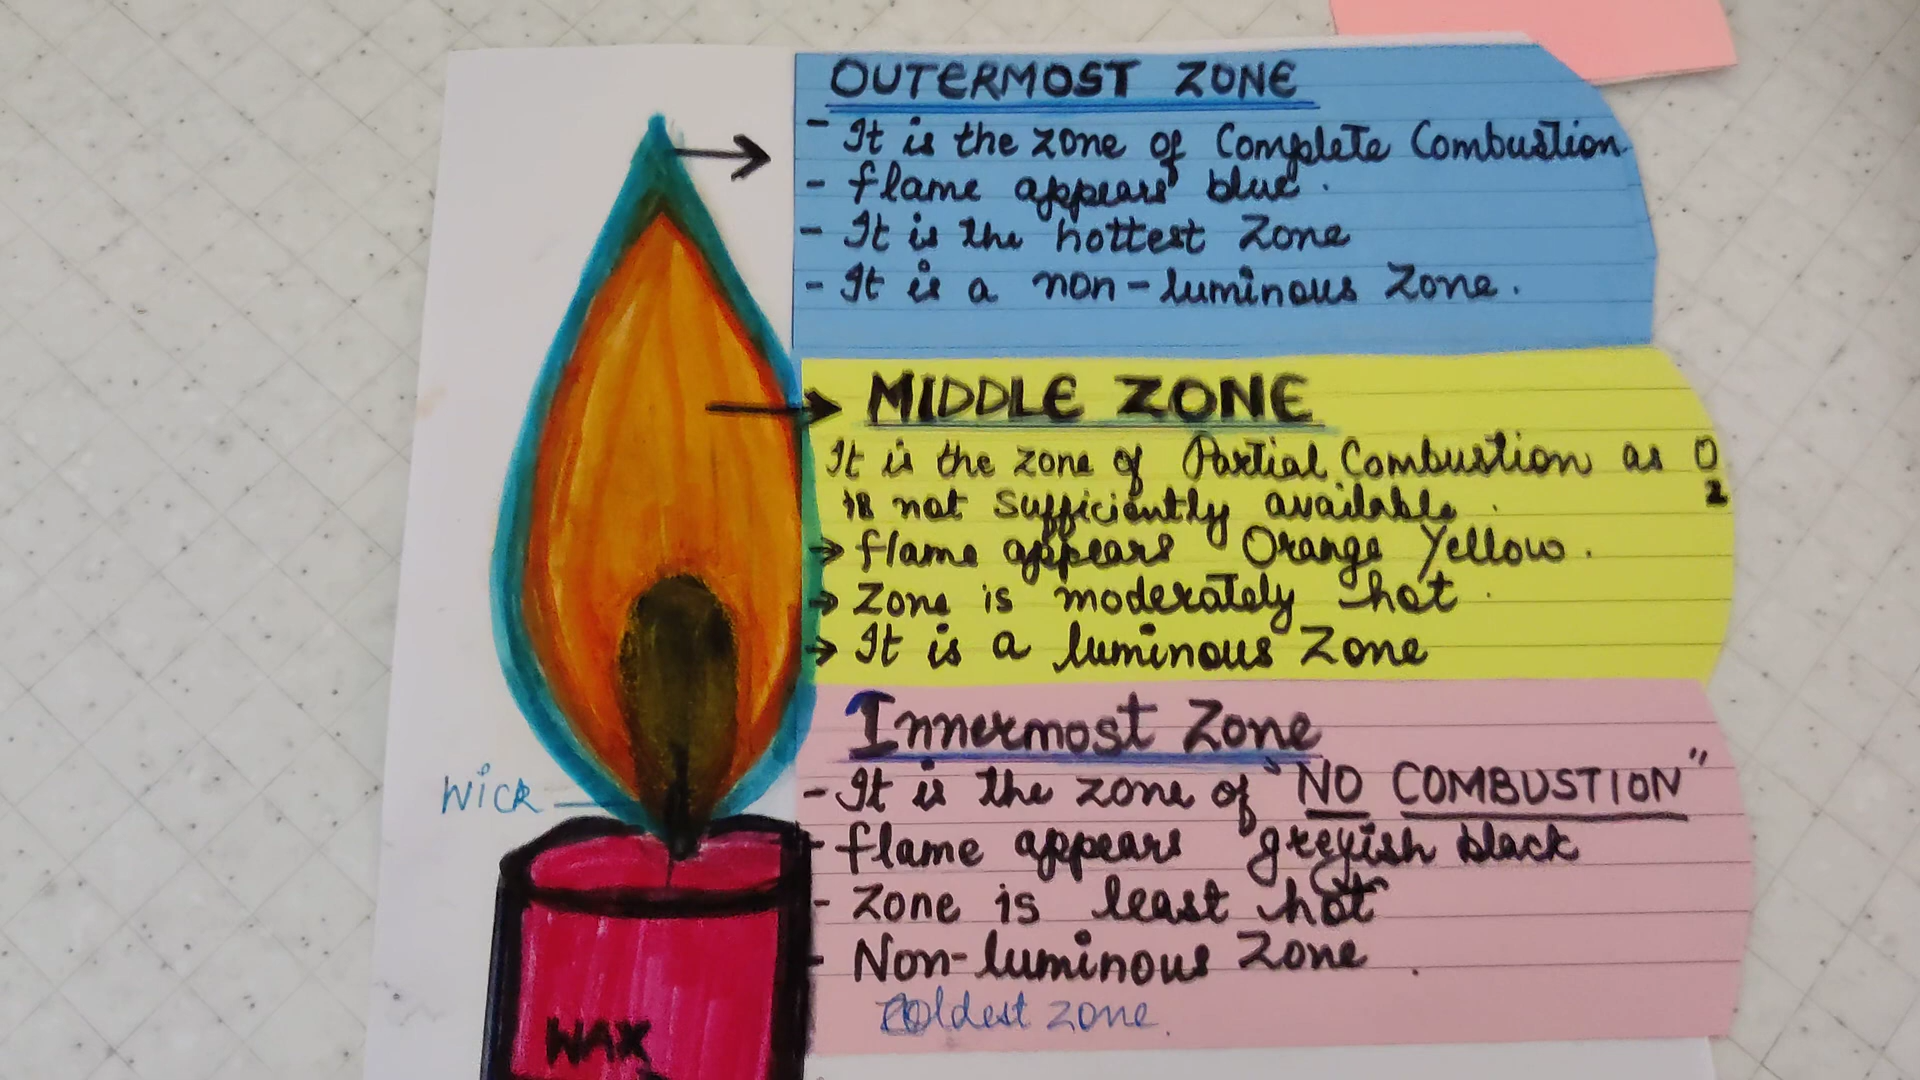 OUTERMOST ZONE
- It is the zone of Complete Combustion.
- flame appears blue.
- It is the hottest Zone
- It is a non-luminous Zone.
MIDDLE ZONE
It is the zone of Partial Combustion as O2
is not sufficiently available.
→ flame appears Orange Yellow.
→ Zone is moderately hot.
→ It is a luminous Zone
Innermost Zone
- It is the zone of "NO COMBUSTION"
- flame appears greyish black
- Zone is least hot
- Non-luminous Zone.
Coldest zone.
Wick
WAX